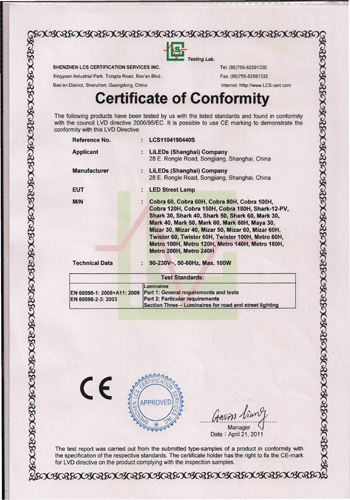 LCS
Testing Lab.
SHENZHEN LCS CERTIFICATION SERVICES INC. Tel: (86)755-82591330
Xingyuan Industrial Park, Tongda Road, Bao'an Blvd., Fax: (86)755-82591332
Bao'an District, Shenzhen, Guangdong, China Internet: Http://www.LCS-cert.com
Certificate of Conformity
The following products have been tested by us with the listed standards and found in conformity
with the council LVD directive 2006/95/EC. It is possible to use CE marking to demonstrate the
conformity with this LVD Directive.
Reference No. : LCS1104190440S
Applicant : LiLEDs (Shanghai) Company
28 E. Rongle Road, Songjiang, Shanghai, China
Manufacturer : LiLEDs (Shanghai) Company
28 E. Rongle Road, Songjiang, Shanghai, China
EUT : LED Street Lamp
M/N : Cobra 60, Cobra 60H, Cobra 80H, Cobra 100H,
Cobra 120H, Cobra 150H, Cobra 180H, Shark-12-PV,
Shark 30, Shark 40, Shark 50, Shark 60, Mark 30,
Mark 40, Mark 50, Mark 60, Mark 60H, Maya 30,
Mizar 30, Mizar 40, Mizar 50, Mizar 60, Mizar 60H,
Twister 60, Twister 60H, Twister 100H, Metro 60H,
Metro 100H, Metro 120H, Metro 140H, Metro 180H,
Metro 200H, Metro 240H
Technical Data : 90-230V~, 50-60Hz, Max. 100W
Test Standards:
Luminaires
EN 60598-1: 2008+A11: 2009 Part 1: General requirements and tests
EN 60598-2-3: 2003 Part 2: Particular requirements
Section Three – Luminaires for road and street lighting
LVD
CE
SHENZHEN LCS CERTIFICATION SERVICES INC.
APPROVED
Manager
Date : April 21, 2011
The test report was carried out from the submitted type-samples of a product in conformity with
the specification of the respective standards. The certificate holder has the right to fix the CE-mark
for LVD directive on the product complying with the inspection samples.